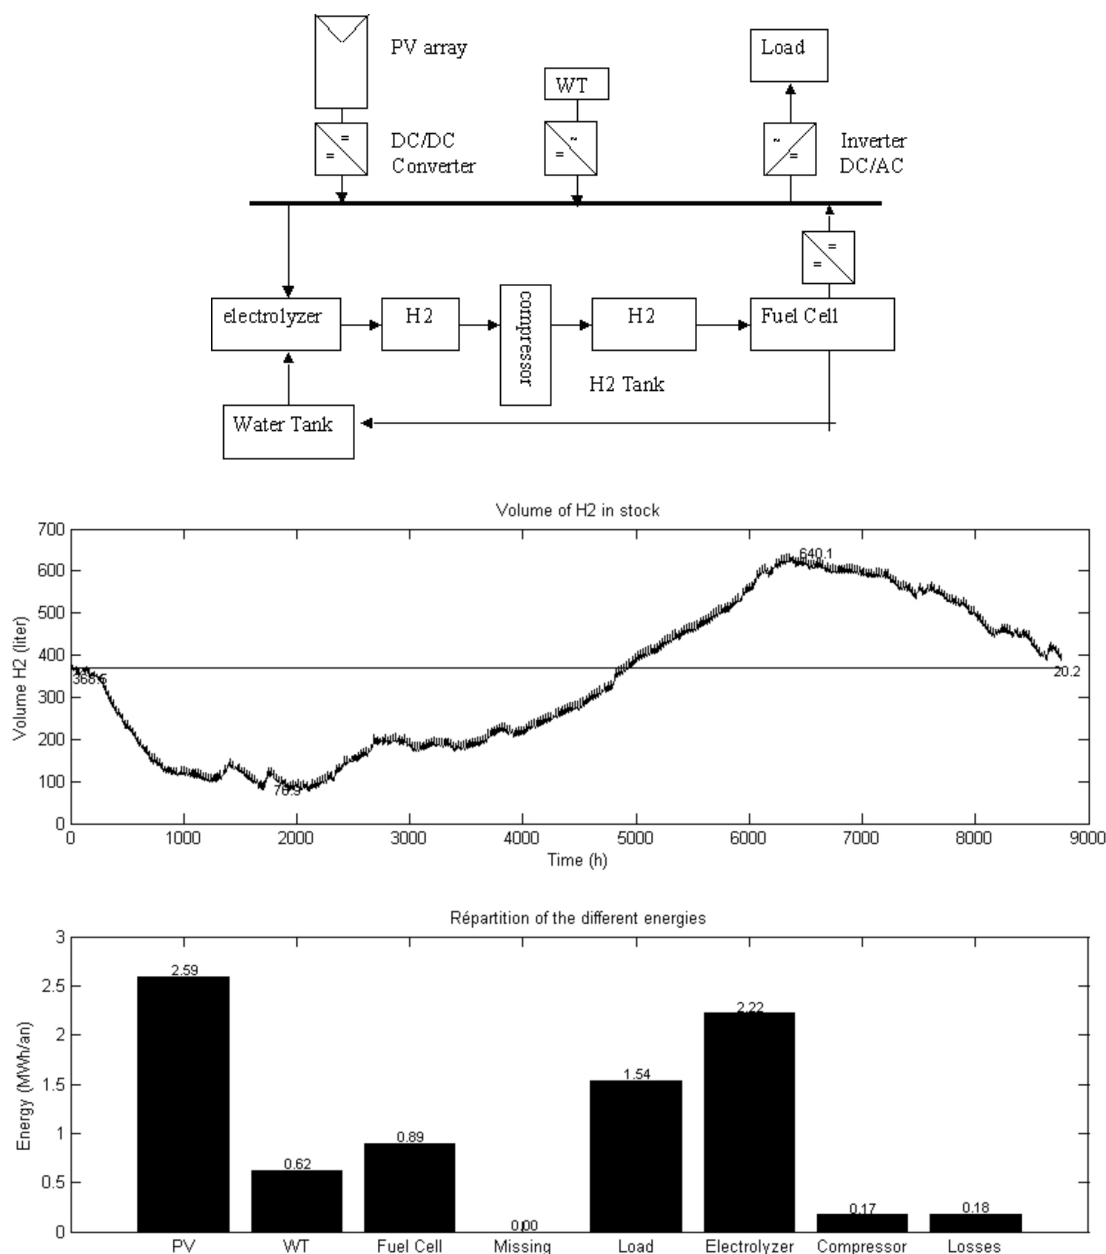 PV array
Load
WT
DC/DC
Converter
Inverter
DC/AC
=
=
~
=
~
=
=
=
electrolyzer
H2
compressor
H2
Fuel Cell
H2 Tank
Water Tank
Volume of H2 in stock
Volume H2 (liter)
700
600
500
400
300
200
100
0
640.1
368.5
20.2
0 1000 2000 3000 4000 5000 6000 7000 8000 9000
Time (h)
Répartition of the different energies
Energy (MWh/an)
3
2.5
2
1.5
1
0.5
0
2.59
0.62
0.89
0.00
1.54
2.22
0.17
0.18
PV WT Fuel Cell Missing Load Electrolyzer Compressor Losses